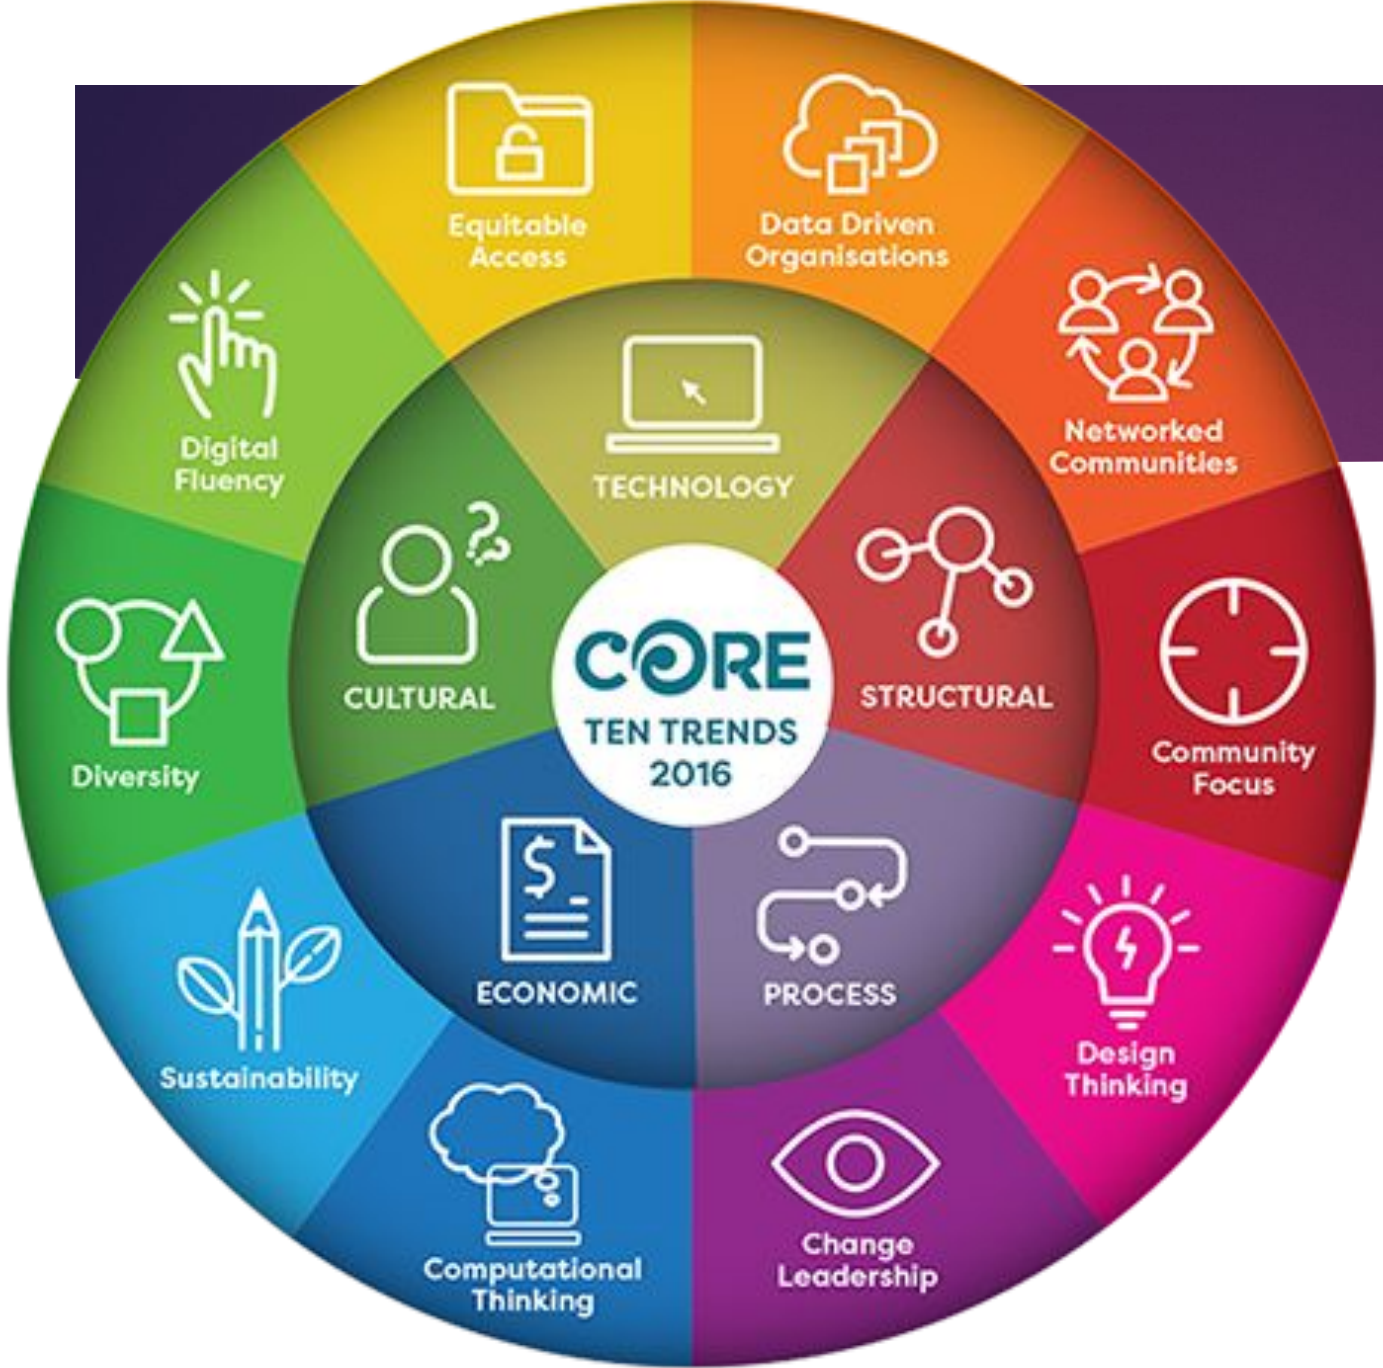 Equitable
Access
Data Driven
Organisations
Networked
Communities
Community
Focus
Design
Thinking
Change
Leadership
Computational
Thinking
Sustainability
Diversity
Digital
Fluency
TECHNOLOGY
STRUCTURAL
PROCESS
ECONOMIC
CULTURAL
CORE
TEN TRENDS
2016